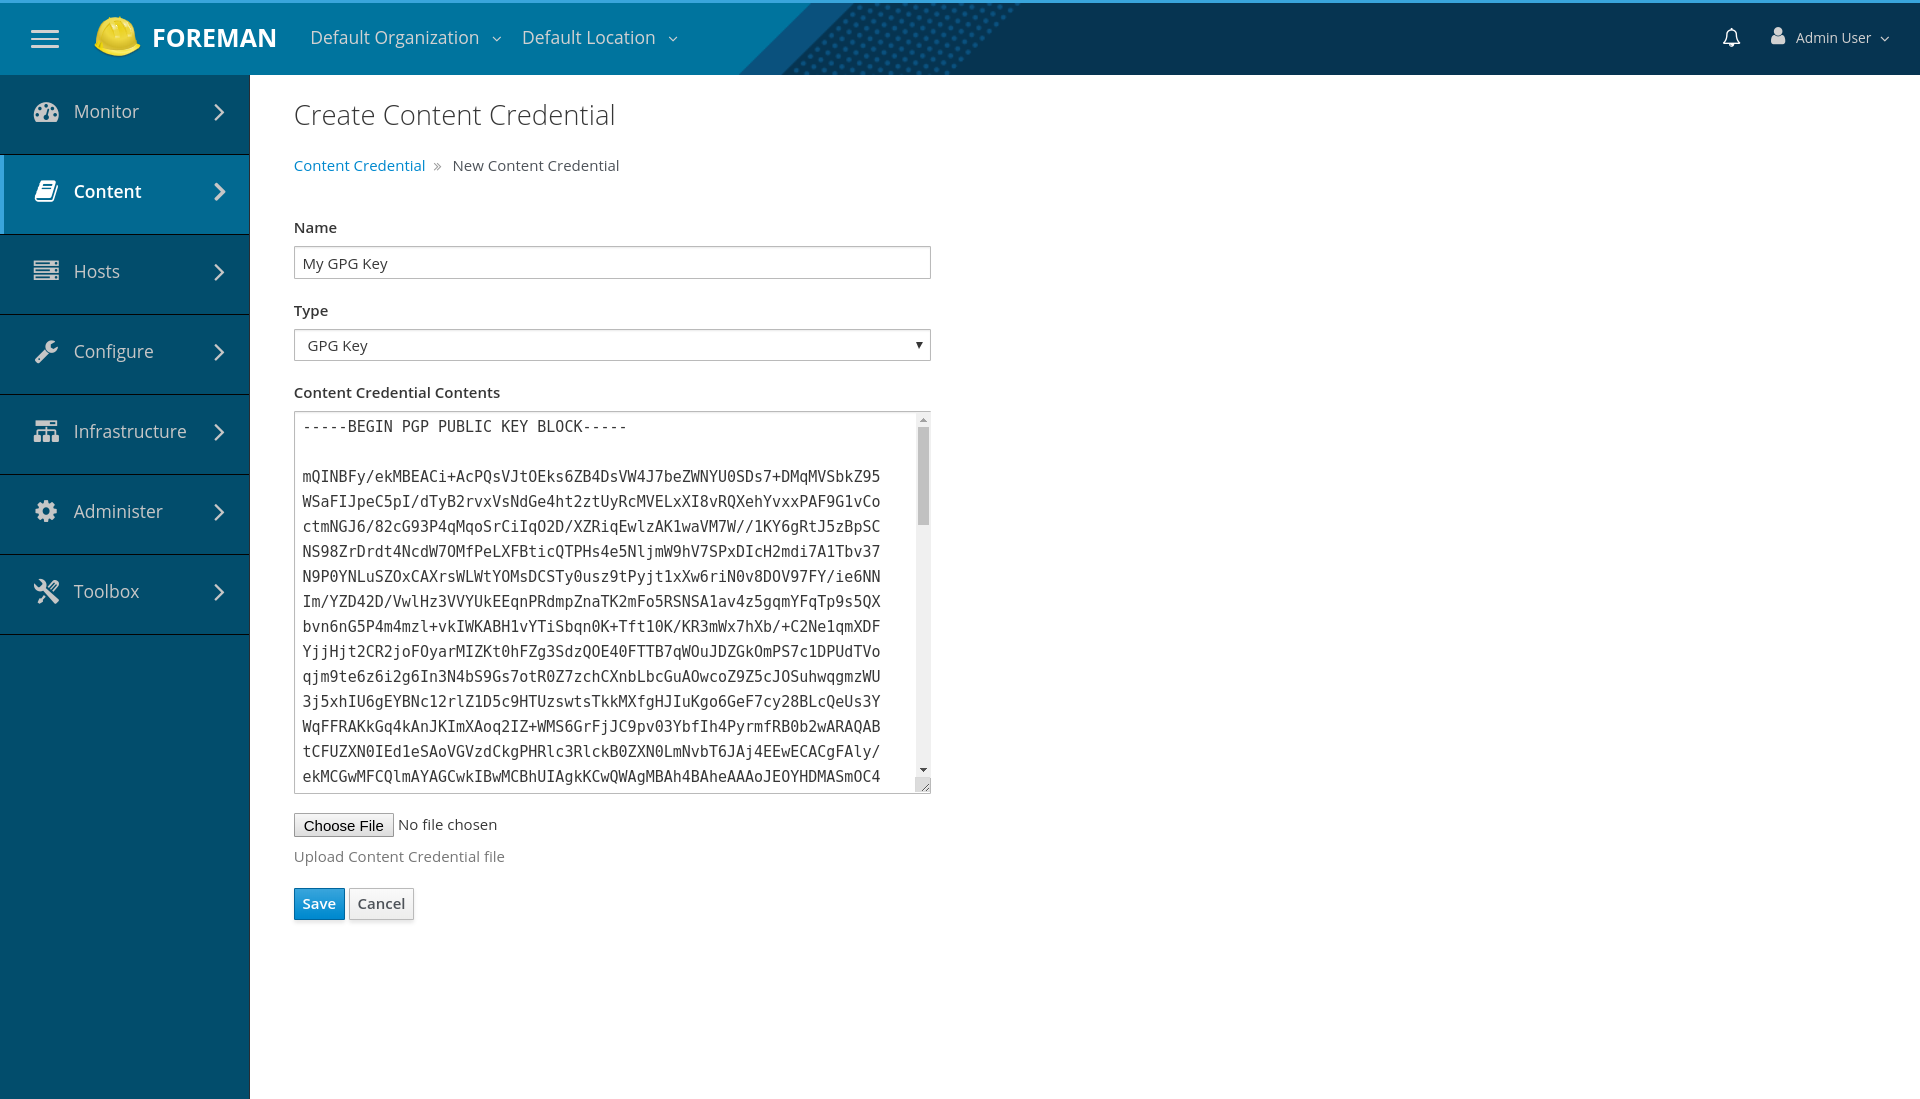 FOREMAN
Default Organization
Default Location
Admin User
Monitor
Content
Hosts
Configure
Infrastructure
Administer
Toolbox
Create Content Credential
Content Credential » New Content Credential
Name
My GPG Key
Type
GPG Key
Content Credential Contents
-----BEGIN PGP PUBLIC KEY BLOCK-----
mQINBFy/ekMBEACi+AcPQsVJtOEks6ZB4DsVW4J7beZWNYU0SDs7+DMqMVSbkZ95
WSaFIJpeC5pI/dTyB2rvxVsNdGe4ht2ztUyRcMVELxXI8vRQXehYvxxPAF9G1vCo
ctmNGJ6/82cG93P4qMqoSrCiIqO2D/XZRiqEwlzAK1waVM7W//1KY6gRtJ5zBpSC
NS98ZrDrdt4NcdW7OMfPeLXFBticQTPHs4e5NljmW9hV7SPxDIcH2mdi7A1Tbv37
N9P0YNLuSZOxCAXrsWLWtYOMsDCSTy0usz9tPyjt1xXw6riN0v8DOV97FY/ie6NN
Im/YZD42D/VwlHz3VVYUkEEqnPRdmpZnaTK2mFo5RSNSA1av4z5gqmYFqTp9s5QX
bvn6nG5P4m4mzl+vkIWKABH1vYTiSbqn0K+Tft10K/KR3mWx7hXb/+C2Ne1qmXDF
YjjHjt2CR2joFOyarMIZKt0hFZg3SdzQOE40FTTB7qWOuJDZGkOmPS7c1DPUdTVo
qjm9te6z6i2g6In3N4bS9Gs7otR0Z7zchCXnbLbcGuAOwcoZ9Z5cJOSuhwqgmzWU
3j5xhIU6gEYBNc12rlZ1D5c9HTUzswtsTkkMXfgHJIuKgo6GeF7cy28BLcQeUs3Y
WqFFRAKkGq4kAnJKImXAoq2IZ+WMS6GrFjJC9pv03YbfIh4PyrmfRB0b2wARAQAB
tCFUZXN0IEd1eSAoVGVzdCkgPHRlc3RlckB0ZXN0LmNvbT6JAj4EEwECACgFAly/
ekMCGwMFCQlmAYAGCwkIBwMCBhUIAgkKCwQWAgMBAh4BAheAAAoJEOYHDMASmOC4
Choose File No file chosen
Upload Content Credential file
Save
Cancel